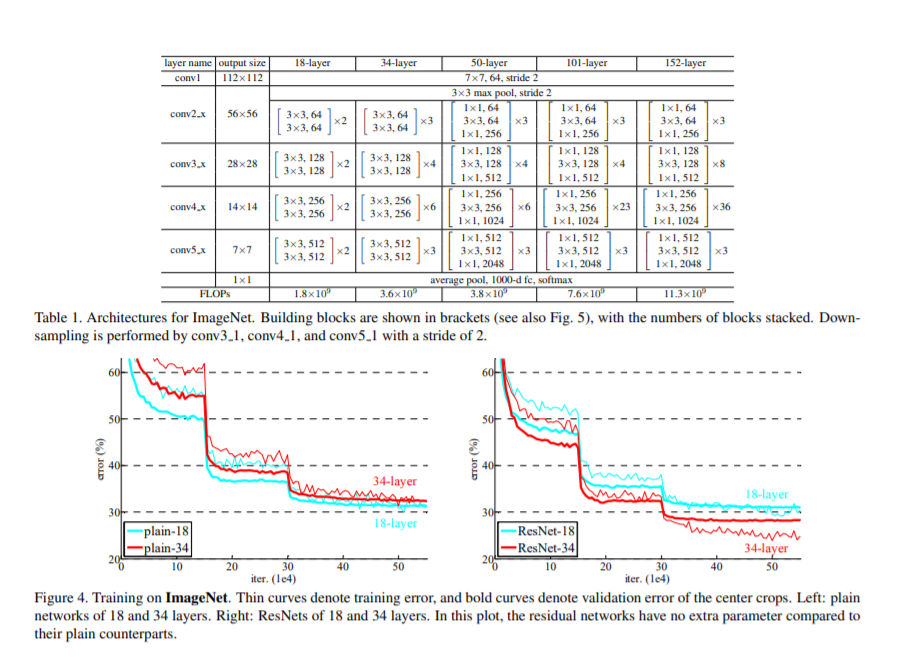 layer name output size 18-layer 34-layer 50-layer 101-layer 152-layer
conv1 112×112 7×7, 64, stride 2
3×3 max pool, stride 2
conv2_x 56×56 [3×3, 64 3×3, 64]×2 [3×3, 64 3×3, 64]×3 [1×1, 64 3×3, 64 1×1, 256]×3 [1×1, 64 3×3, 64 1×1, 256]×3 [1×1, 64 3×3, 64 1×1, 256]×3
conv3_x 28×28 [3×3, 128 3×3, 128]×2 [3×3, 128 3×3, 128]×4 [1×1, 128 3×3, 128 1×1, 512]×4 [1×1, 128 3×3, 128 1×1, 512]×4 [1×1, 128 3×3, 128 1×1, 512]×8
conv4_x 14×14 [3×3, 256 3×3, 256]×2 [3×3, 256 3×3, 256]×6 [1×1, 256 3×3, 256 1×1, 1024]×6 [1×1, 256 3×3, 256 1×1, 1024]×23 [1×1, 256 3×3, 256 1×1, 1024]×36
conv5_x 7×7 [3×3, 512 3×3, 512]×2 [3×3, 512 3×3, 512]×3 [1×1, 512 3×3, 512 1×1, 2048]×3 [1×1, 512 3×3, 512 1×1, 2048]×3 [1×1, 512 3×3, 512 1×1, 2048]×3
1×1 average pool, 1000-d fc, softmax
FLOPs 1.8×10⁹ 3.6×10⁹ 3.8×10⁹ 7.6×10⁹ 11.3×10⁹
Table 1. Architectures for ImageNet. Building blocks are shown in brackets (see also Fig. 5), with the numbers of blocks stacked. Down-
sampling is performed by conv3_1, conv4_1, and conv5_1 with a stride of 2.
60
50
40
30
20
error (%)
34-layer
18-layer
plain-18
plain-34
0 10 20 30 40 50
iter. (1e4)
60
50
40
30
20
error (%)
18-layer
34-layer
ResNet-18
ResNet-34
0 10 20 30 40 50
iter. (1e4)
Figure 4. Training on ImageNet. Thin curves denote training error, and bold curves denote validation error of the center crops. Left: plain
networks of 18 and 34 layers. Right: ResNets of 18 and 34 layers. In this plot, the residual networks have no extra parameter compared to
their plain counterparts.